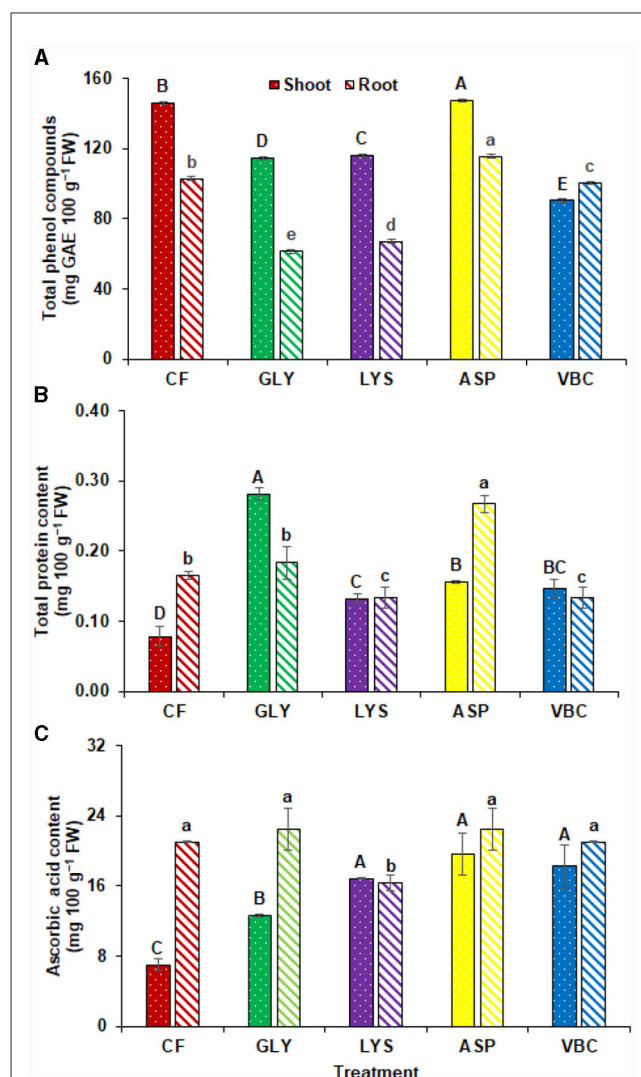 A
Total phenol compounds
(mg GAE 100 g⁻¹ FW)
160
120
80
40
0
Shoot Root
B b D e C d A a E c
CF GLY LYS ASP VBC
B
Total protein content
(mg 100 g⁻¹ FW)
0.40
0.30
0.20
0.10
0.00
D b A b C c B a BC c
CF GLY LYS ASP VBC
C
Ascorbic acid content
(mg 100 g⁻¹ FW)
32
24
16
8
0
C a B a A b A a A a
CF GLY LYS ASP VBC
Treatment